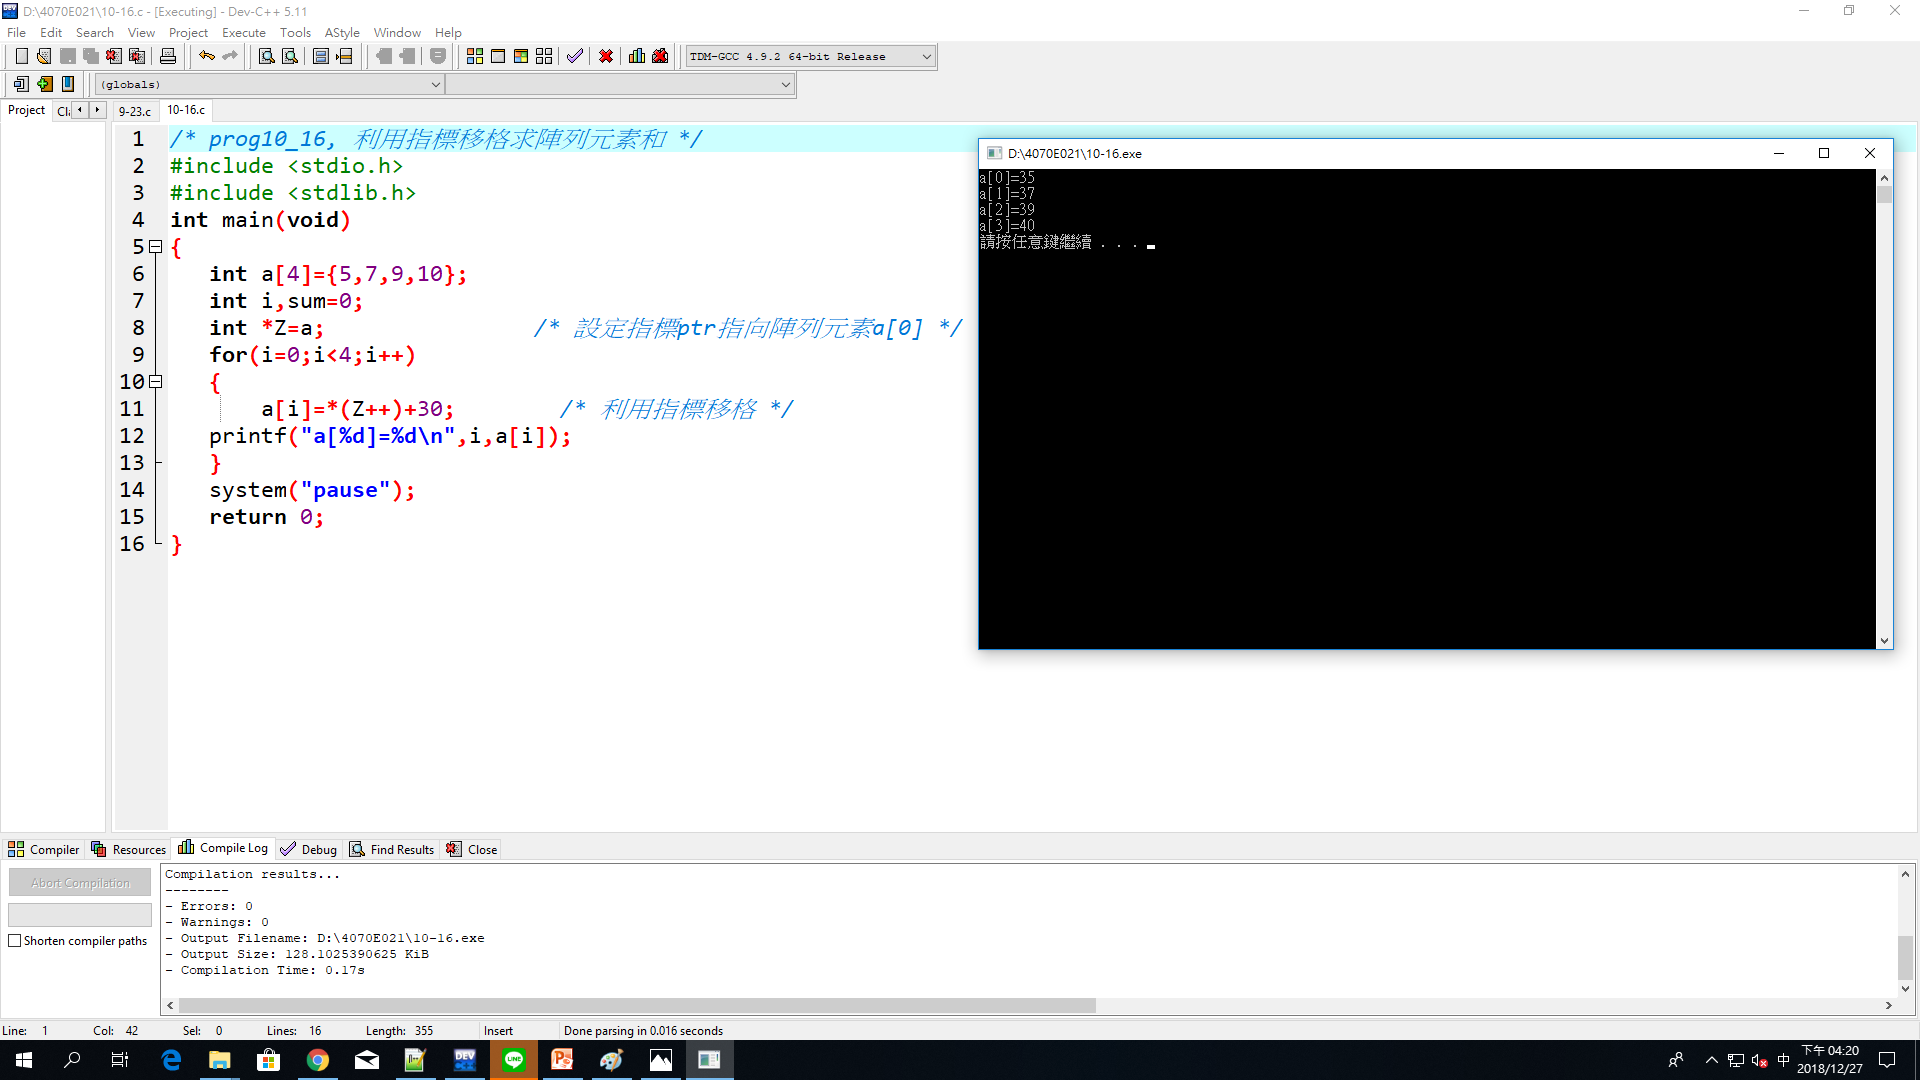 D:\4070E021\10-16.c - [Executing] - Dev-C++ 5.11
File Edit Search View Project Execute Tools AStyle Window Help
TDM-GCC 4.9.2 64-bit Release
(globals)
Project Cl 9-23.c 10-16.c
1 /* prog10_16, 利用指標移格求陣列元素和 */
2 #include <stdio.h>
3 #include <stdlib.h>
4 int main(void)
5 {
6 int a[4]={5,7,9,10};
7 int i,sum=0;
8 int *Z=a; /* 設定指標ptr指向陣列元素a[0] */
9 for(i=0;i<4;i++)
10 {
11 a[i]=*(Z++)+30; /* 利用指標移格 */
12 printf("a[%d]=%d\n",i,a[i]);
13 }
14 system("pause");
15 return 0;
16 }
D:\4070E021\10-16.exe
a[0]=35
a[1]=37
a[2]=39
a[3]=40
請按任意鍵繼續 . . .
Compiler Resources Compile Log Debug Find Results Close
Abort Compilation
Shorten compiler paths
Compilation results...
--------
- Errors: 0
- Warnings: 0
- Output Filename: D:\4070E021\10-16.exe
- Output Size: 128.1025390625 KiB
- Compilation Time: 0.17s
Line: 1 Col: 42 Sel: 0 Lines: 16 Length: 355 Insert Done parsing in 0.016 seconds
DEV C++
LINE
中
下午 04:20
2018/12/27